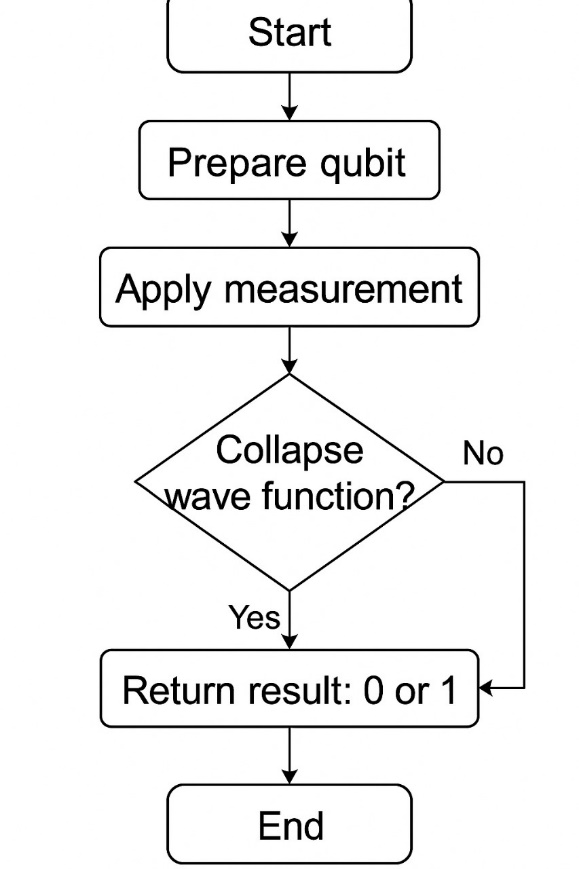 Start
Prepare qubit
Apply measurement
Collapse
wave function?
No
Yes
Return result: 0 or 1
End